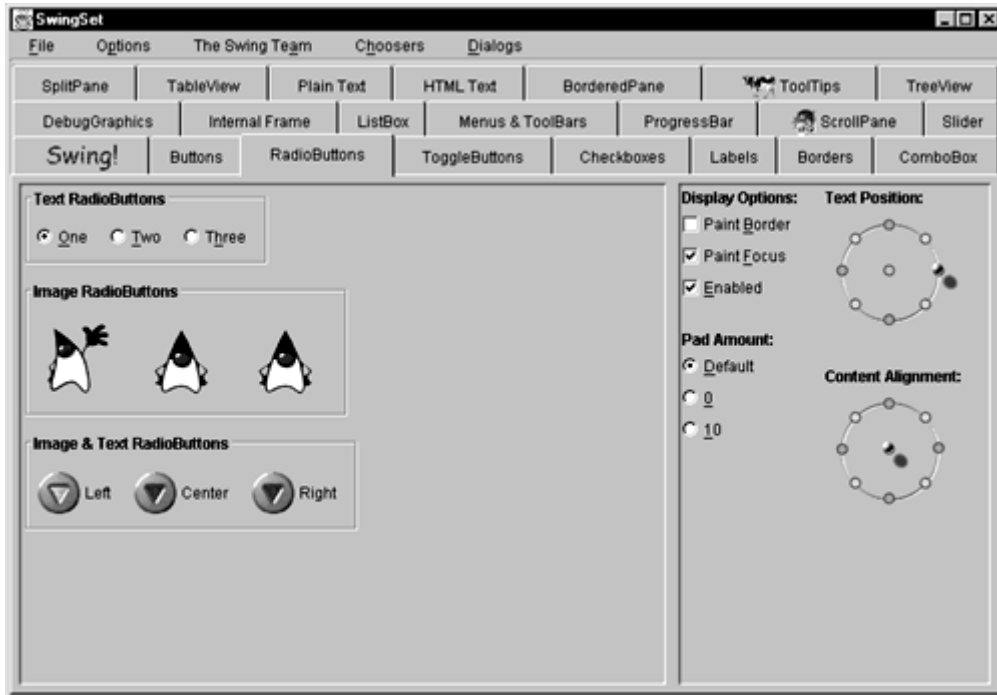 SwingSet
File Options The Swing Team Choosers Dialogs
SplitPane TableView Plain Text HTML Text BorderedPane ToolTips TreeView
DebugGraphics Internal Frame ListBox Menus & ToolBars ProgressBar ScrollPane Slider
Swing! Buttons RadioButtons ToggleButtons Checkboxes Labels Borders ComboBox
Text RadioButtons
One Two Three
Image RadioButtons
Image & Text RadioButtons
Left Center Right
Display Options:
Paint Border
Paint Focus
Enabled
Pad Amount:
Default
0
10
Text Position:
Content Alignment: